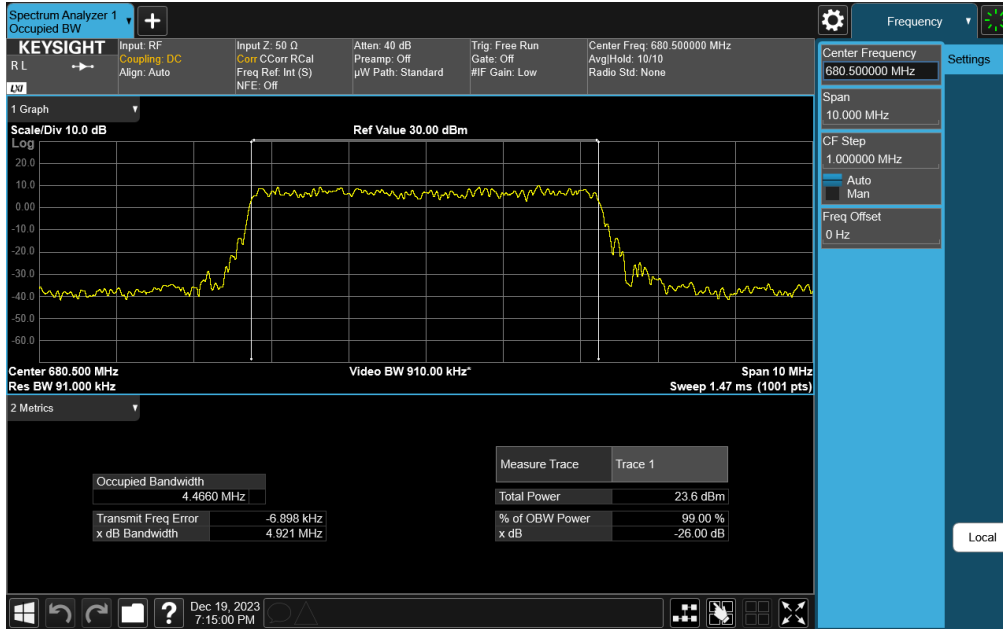 Spectrum Analyzer 1
Occupied BW
+
Frequency
KEYSIGHT
R L
LXI
Input: RF
Coupling: DC
Align: Auto
Input Z: 50 Ω
Corr CCorr RCal
Freq Ref: Int (S)
NFE: Off
Atten: 40 dB
Preamp: Off
µW Path: Standard
Trig: Free Run
Gate: Off
#IF Gain: Low
Center Freq: 680.500000 MHz
Avg|Hold: 10/10
Radio Std: None
Center Frequency
680.500000 MHz
Settings
Span
10.000 MHz
CF Step
1.000000 MHz
Auto
Man
Freq Offset
0 Hz
Local
1 Graph
Scale/Div 10.0 dB
Ref Value 30.00 dBm
Log
20.0
10.0
0.00
-10.0
-20.0
-30.0
-40.0
-50.0
-60.0
Center 680.500 MHz
Video BW 910.00 kHz*
Span 10 MHz
Res BW 91.000 kHz
Sweep 1.47 ms (1001 pts)
2 Metrics
Measure Trace Trace 1
Occupied Bandwidth
4.4660 MHz
Total Power 23.6 dBm
Transmit Freq Error -6.898 kHz
% of OBW Power 99.00 %
x dB Bandwidth 4.921 MHz
x dB -26.00 dB
?
Dec 19, 2023
7:15:00 PM